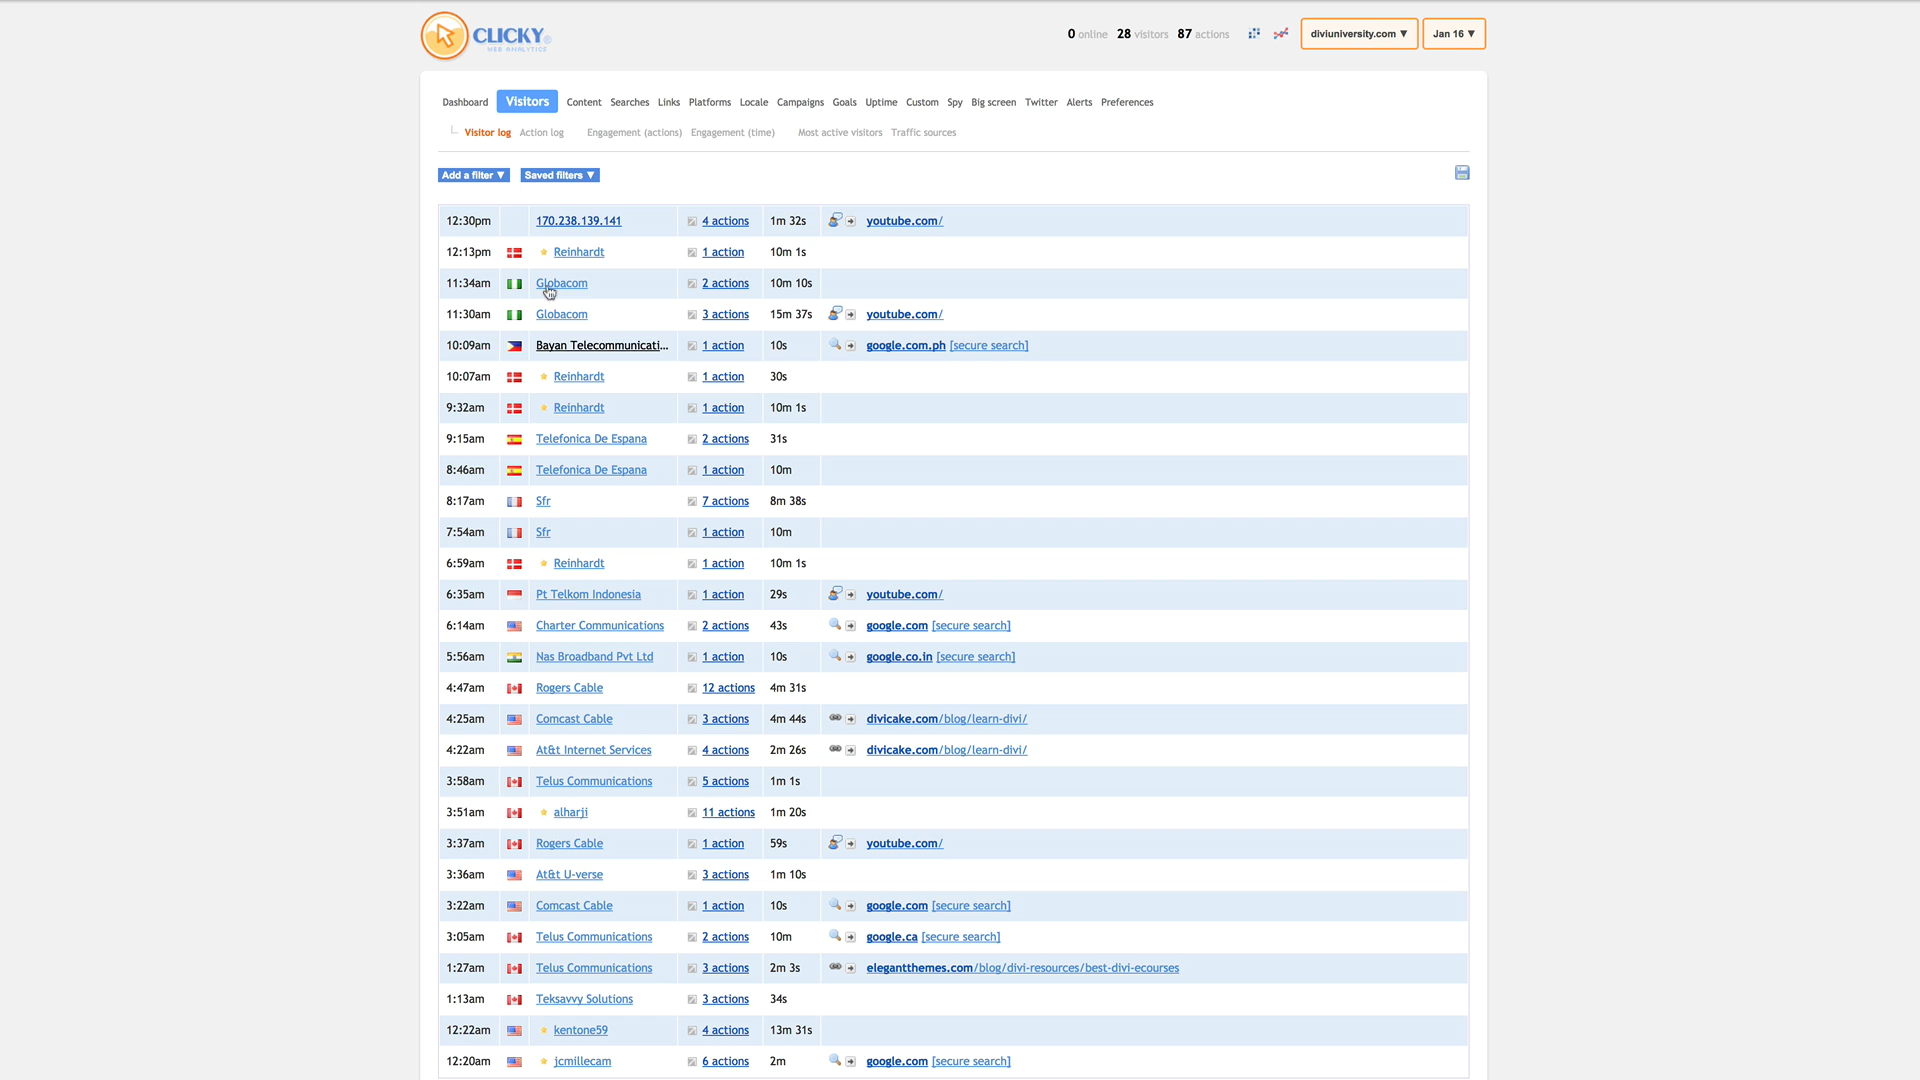 CLICKY®
WEB ANALYTICS
0 online 28 visitors 87 actions diviuniversity.com ▼ Jan 16 ▼
Dashboard Visitors Content Searches Links Platforms Locale Campaigns Goals Uptime Custom Spy Big screen Twitter Alerts Preferences
Visitor log Action log Engagement (actions) Engagement (time) Most active visitors Traffic sources
Add a filter ▼ Saved filters ▼
12:30pm 170.238.139.141 4 actions 1m 32s youtube.com/
12:13pm Reinhardt 1 action 10m 1s
11:34am Globacom 2 actions 10m 10s
11:30am Globacom 3 actions 15m 37s youtube.com/
10:09am Bayan Telecommunicati... 1 action 10s google.com.ph [secure search]
10:07am Reinhardt 1 action 30s
9:32am Reinhardt 1 action 10m 1s
9:15am Telefonica De Espana 2 actions 31s
8:46am Telefonica De Espana 1 action 10m
8:17am Sfr 7 actions 8m 38s
7:54am Sfr 1 action 10m
6:59am Reinhardt 1 action 10m 1s
6:35am Pt Telkom Indonesia 1 action 29s youtube.com/
6:14am Charter Communications 2 actions 43s google.com [secure search]
5:56am Nas Broadband Pvt Ltd 1 action 10s google.co.in [secure search]
4:47am Rogers Cable 12 actions 4m 31s
4:25am Comcast Cable 3 actions 4m 44s divicake.com/blog/learn-divi/
4:22am At&t Internet Services 4 actions 2m 26s divicake.com/blog/learn-divi/
3:58am Telus Communications 5 actions 1m 1s
3:51am alharji 11 actions 1m 20s
3:37am Rogers Cable 1 action 59s youtube.com/
3:36am At&t U-verse 3 actions 1m 10s
3:22am Comcast Cable 1 action 10s google.com [secure search]
3:05am Telus Communications 2 actions 10m google.ca [secure search]
1:27am Telus Communications 3 actions 2m 3s elegantthemes.com/blog/divi-resources/best-divi-ecourses
1:13am Teksavvy Solutions 3 actions 34s
12:22am kentone59 4 actions 13m 31s
12:20am jcmillecam 6 actions 2m google.com [secure search]